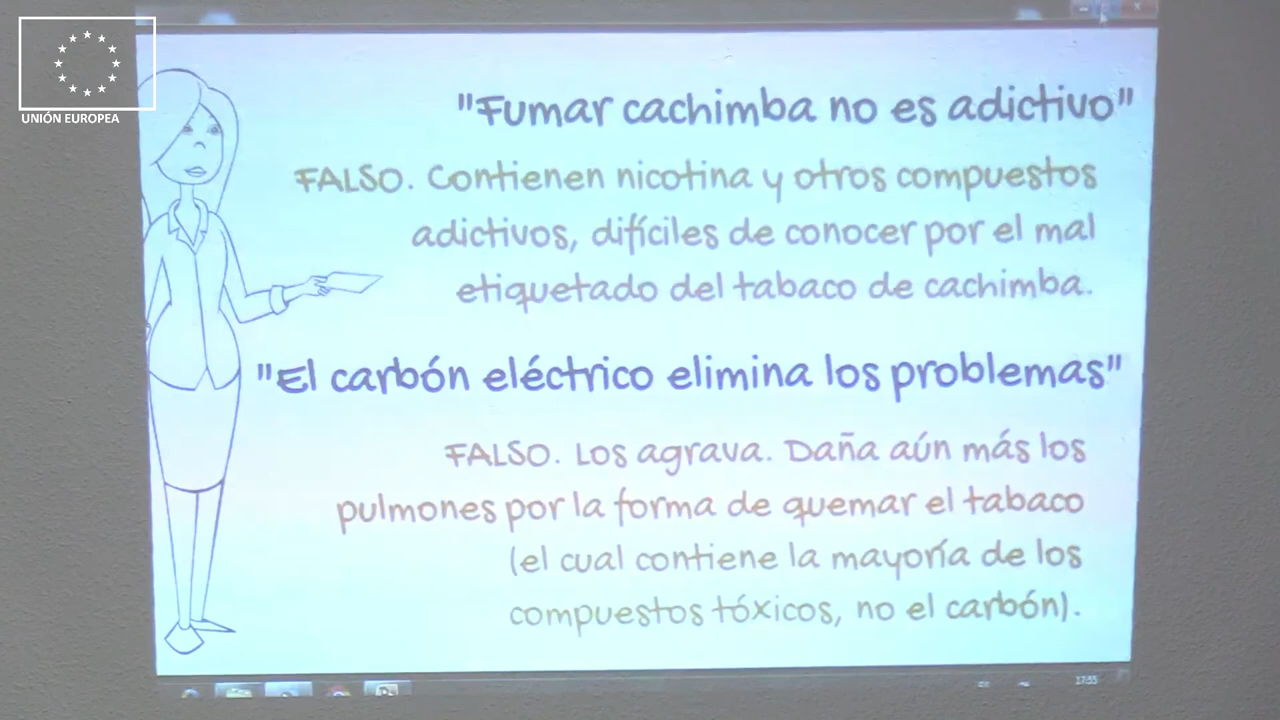 UNIÓN EUROPEA
"Fumar cachimba no es adictivo"
FALSO. Contienen nicotina y otros compuestos
adictivos, difíciles de conocer por el mal
etiquetado del tabaco de cachimba.
"El carbón eléctrico elimina los problemas"
FALSO. Los agrava. Daña aún más los
pulmones por la forma de quemar el tabaco
(el cual contiene la mayoría de los
compuestos tóxicos, no el carbón).
17:55